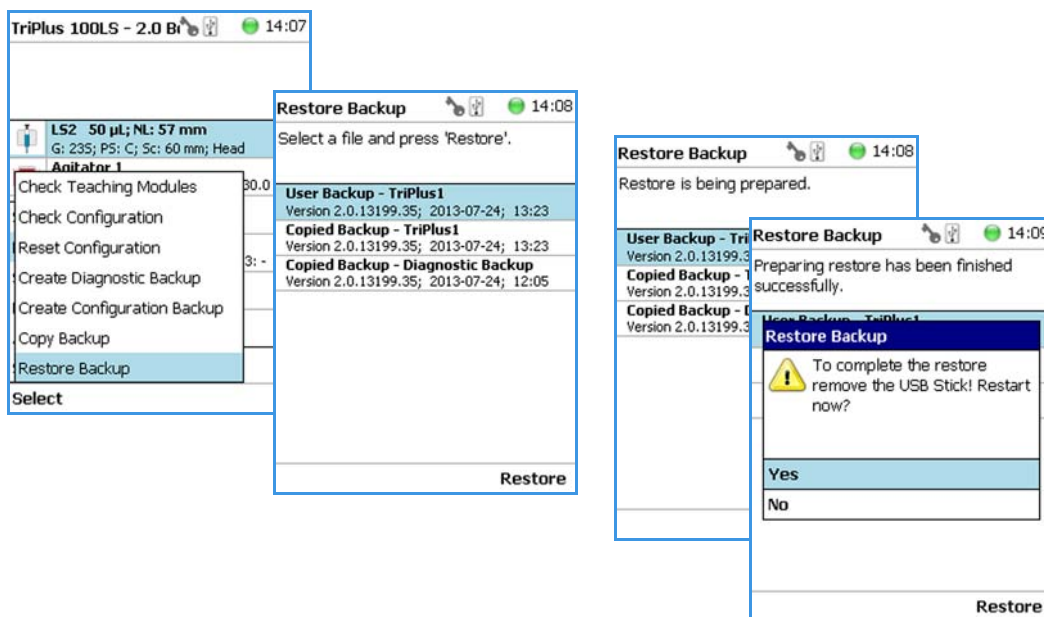 TriPlus 100LS - 2.0 B 14:07
LS2 50 µL; NL: 57 mm
G: 23S; PS: C; Sc: 60 mm; Head
Agitator 1
30.0
Check Teaching Modules
Check Configuration
Reset Configuration
3: -
Create Diagnostic Backup
Create Configuration Backup
Copy Backup
Restore Backup
Select
Restore Backup 14:08
Select a file and press 'Restore'.
User Backup - TriPlus1
Version 2.0.13199.35; 2013-07-24; 13:23
Copied Backup - TriPlus1
Version 2.0.13199.35; 2013-07-24; 13:23
Copied Backup - Diagnostic Backup
Version 2.0.13199.35; 2013-07-24; 12:05
Restore
Restore Backup 14:08
Restore is being prepared.
User Backup - Tri
Version 2.0.13199.3
Copied Backup -
Version 2.0.13199.3
Copied Backup -
Version 2.0.13199.3
Restore Backup 14:09
Preparing restore has been finished
successfully.
User Backup - TriPlus1
Restore Backup
To complete the restore
remove the USB Stick! Restart
now?
Yes
No
Restore